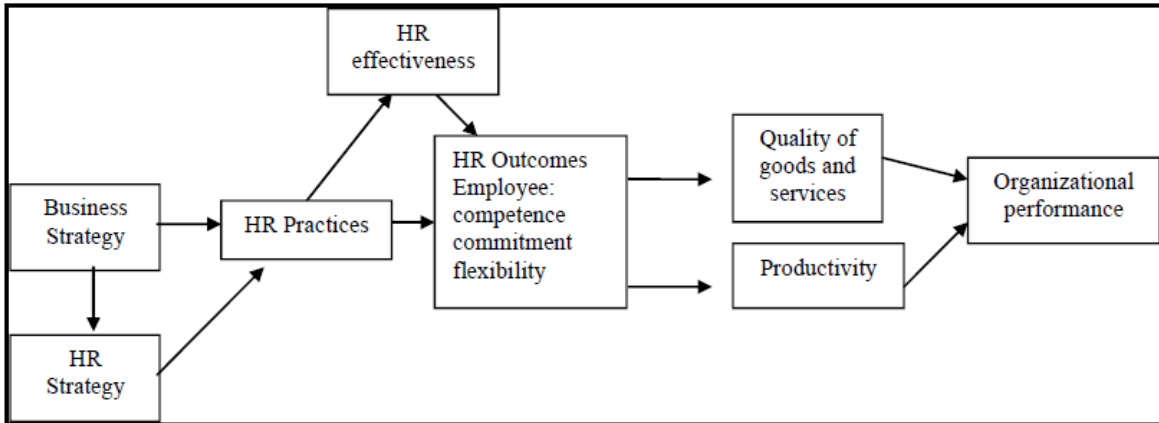 HR
effectiveness
Business
Strategy
HR Practices
HR Outcomes
Employee:
competence
commitment
flexibility
Quality of
goods and
services
Organizational
performance
Productivity
HR
Strategy